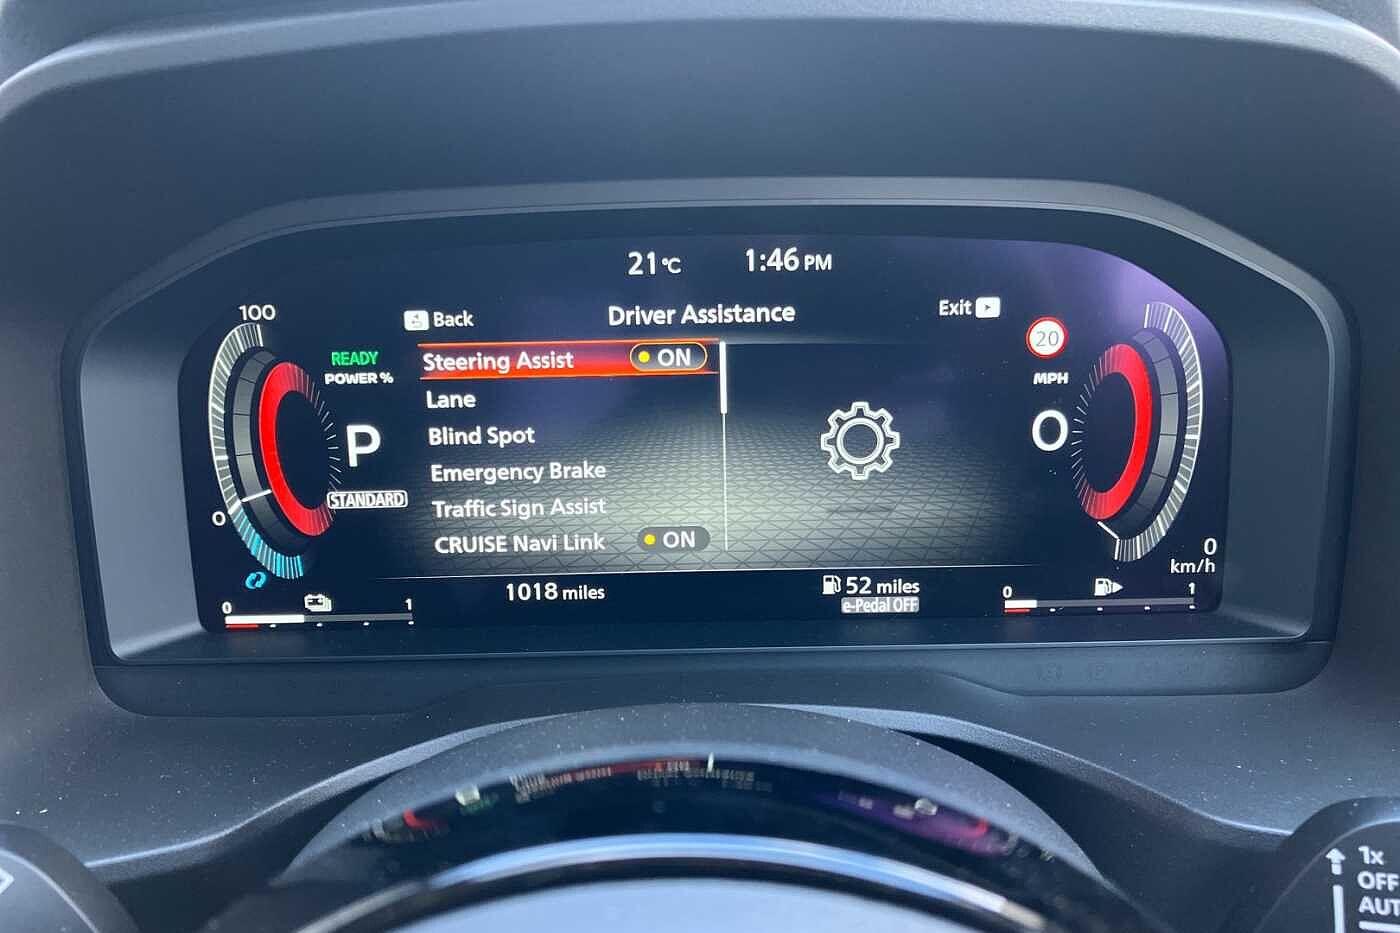 21°C 1:46 PM
Back Driver Assistance Exit
100
READY
POWER %
P
STANDARD
0
0 1
Steering Assist ON
Lane
Blind Spot
Emergency Brake
Traffic Sign Assist
CRUISE Navi Link ON
20
MPH
0
0
km/h
1018 miles 52 miles
e-Pedal OFF
0 1
1x
OFF
AUT